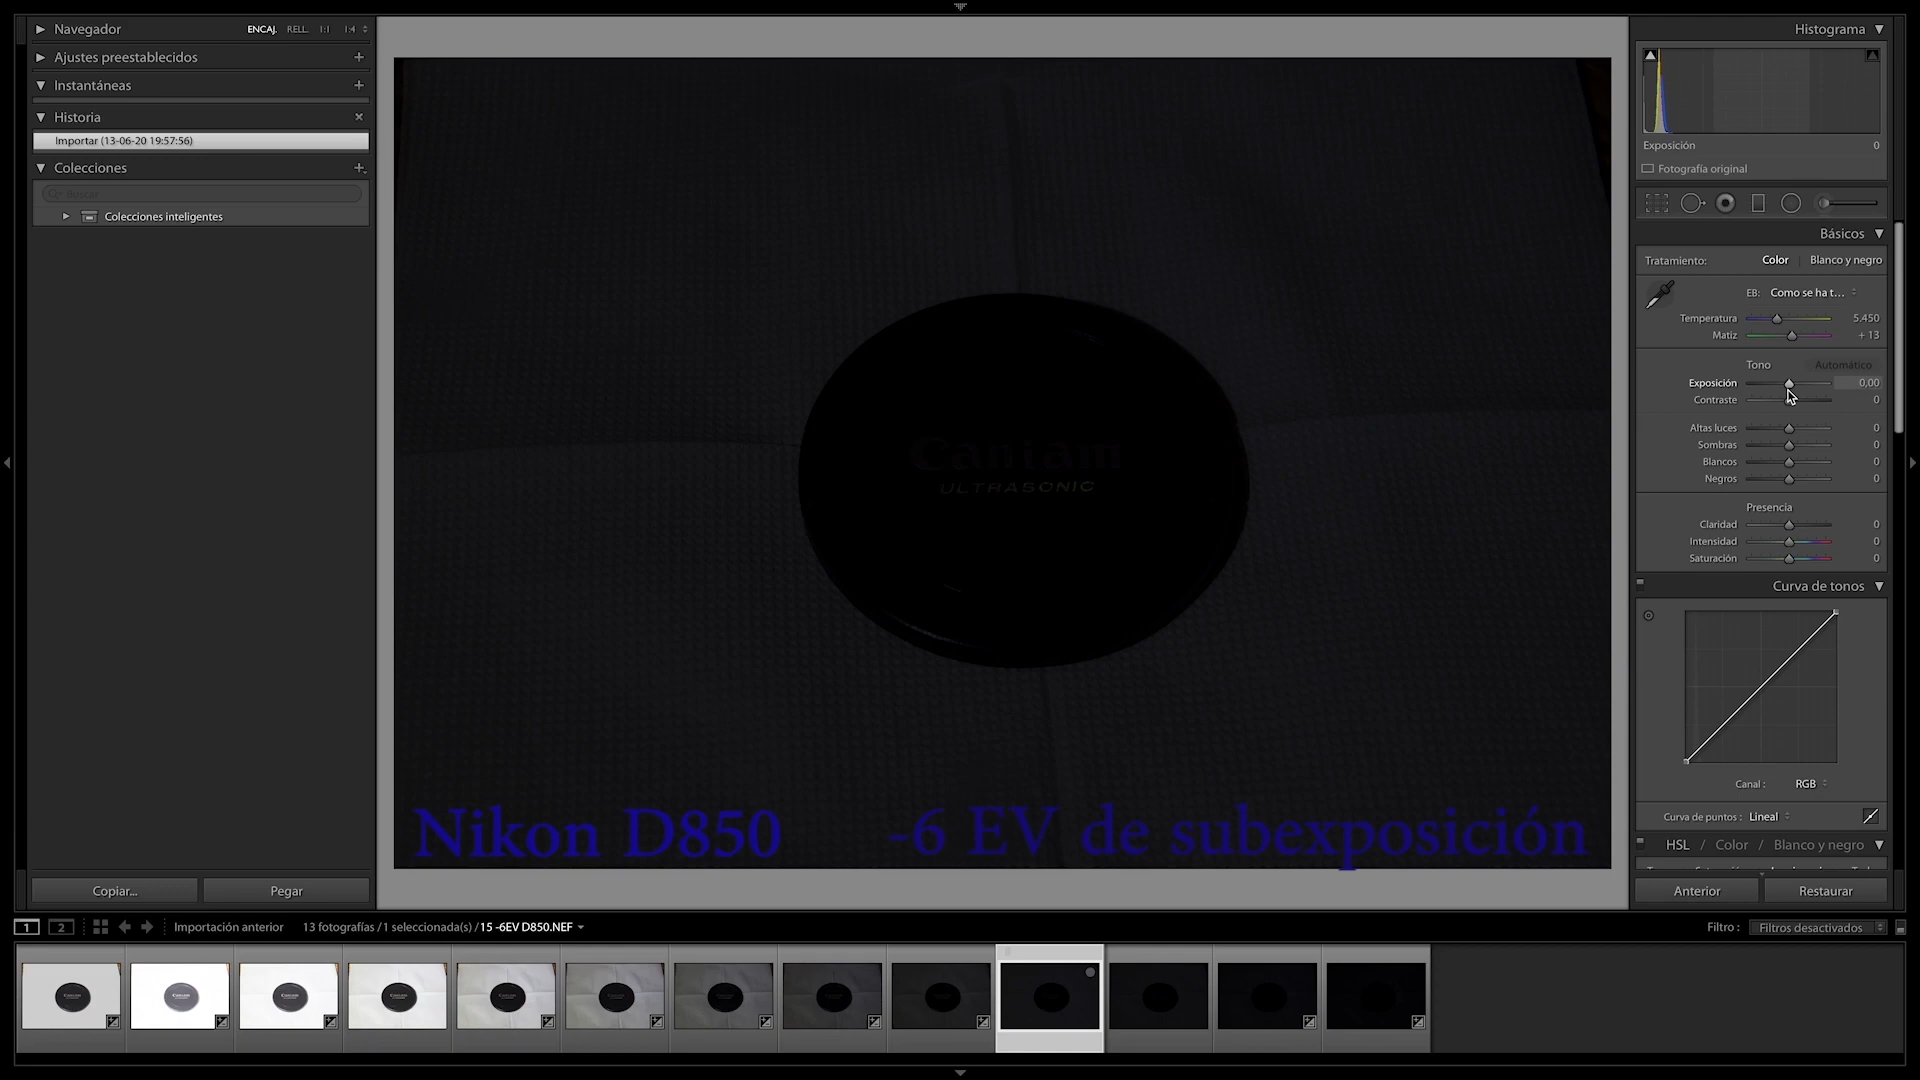 Navegador
ENCAJ. RELL. 1:1 1:4
Ajustes preestablecidos
Instantáneas
Historia
Importar (13-06-20 19:57:56)
Colecciones
Buscar
Colecciones inteligentes
Copiar...
Pegar
ULTRASONIC
Nikon D850 -6 EV de subexposición
Histograma
Exposición 0
Fotografía original
Básicos
Tratamiento: Color Blanco y negro
EB: Como se ha t...
Temperatura 5.450
Matiz + 13
Tono Automático
Exposición 0,00
Contraste 0
Altas luces 0
Sombras 0
Blancos 0
Negros 0
Presencia
Claridad 0
Intensidad 0
Saturación 0
Curva de tonos
Canal : RGB
Curva de puntos : Lineal
HSL / Color / Blanco y negro
Anterior
Restaurar
1 2 Importación anterior 13 fotografías /1 seleccionada(s) /15 -6EV D850.NEF
Filtro : Filtros desactivados